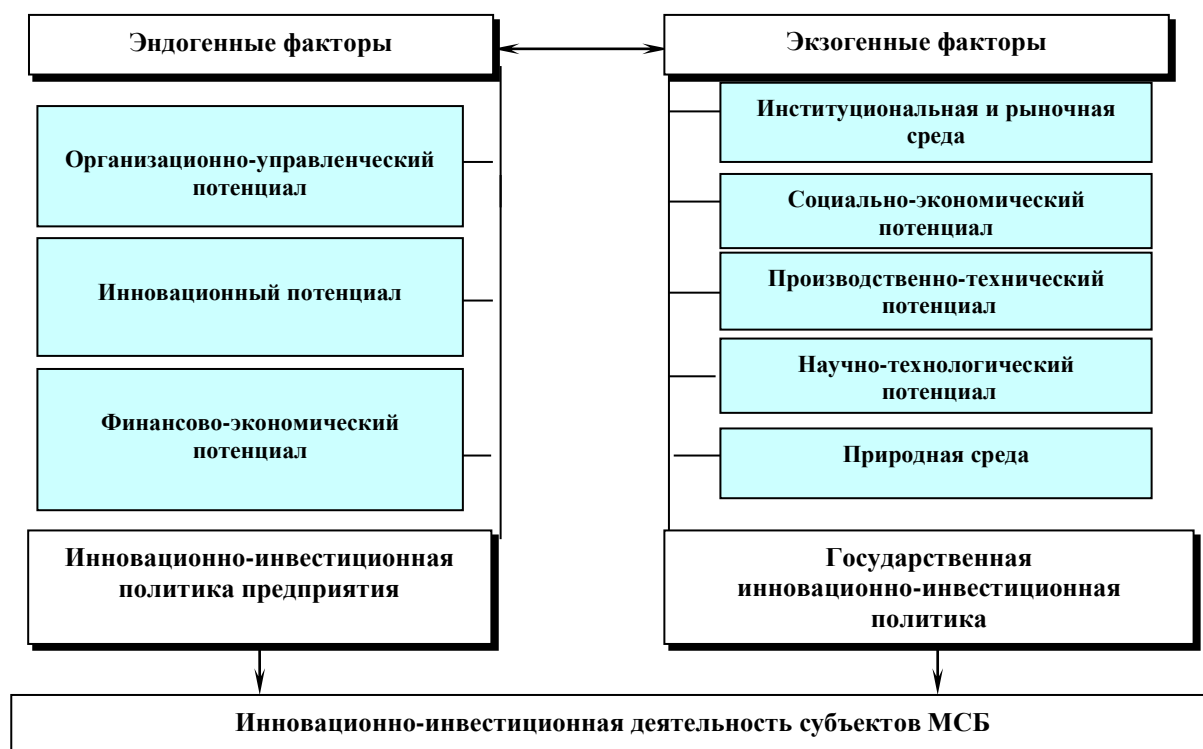 Эндогенные факторы
Экзогенные факторы
Организационно-управленческий
потенциал
Инновационный потенциал
Финансово-экономический
потенциал
Институциональная и рыночная
среда
Социально-экономический
потенциал
Производственно-технический
потенциал
Научно-технологический
потенциал
Природная среда
Инновационно-инвестиционная
политика предприятия
Государственная
инновационно-инвестиционная
политика
Инновационно-инвестиционная деятельность субъектов МСБ